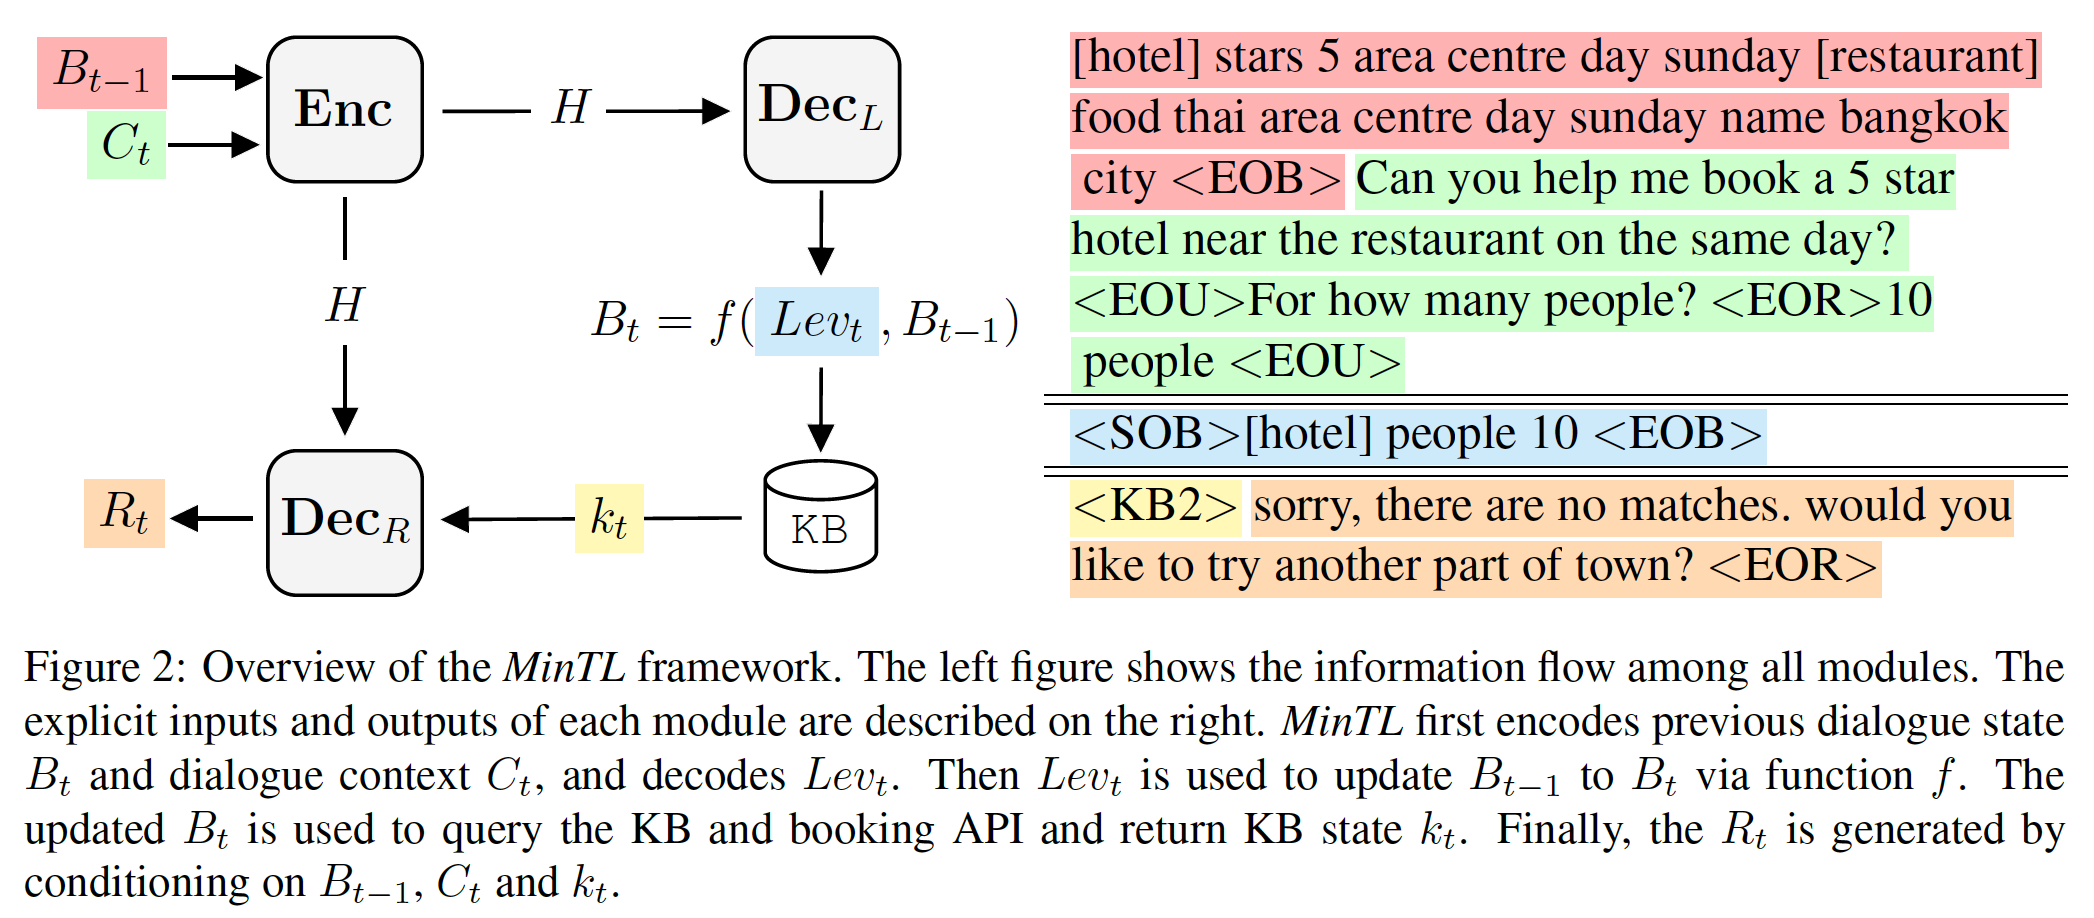 B_{t-1}
C_t
Enc
H
Dec_L
H
B_t = f( Lev_t , B_{t-1})
R_t
Dec_R
k_t
KB
[hotel] stars 5 area centre day sunday [restaurant]
food thai area centre day sunday name bangkok
city <EOB> Can you help me book a 5 star
hotel near the restaurant on the same day?
<EOU>For how many people? <EOR>10
people <EOU>
<SOB>[hotel] people 10 <EOB>
<KB2> sorry, there are no matches. would you
like to try another part of town? <EOR>
Figure 2: Overview of the MinTL framework. The left figure shows the information flow among all modules. The
explicit inputs and outputs of each module are described on the right. MinTL first encodes previous dialogue state
B_t and dialogue context C_t, and decodes Lev_t. Then Lev_t is used to update B_{t-1} to B_t via function f. The
updated B_t is used to query the KB and booking API and return KB state k_t. Finally, the R_t is generated by
conditioning on B_{t-1}, C_t and k_t.